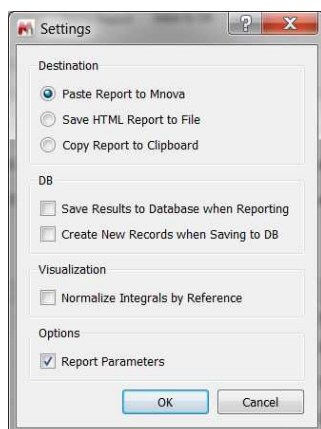 Settings
Destination
Paste Report to Mnova
Save HTML Report to File
Copy Report to Clipboard
DB
Save Results to Database when Reporting
Create New Records when Saving to DB
Visualization
Normalize Integrals by Reference
Options
Report Parameters
OK Cancel